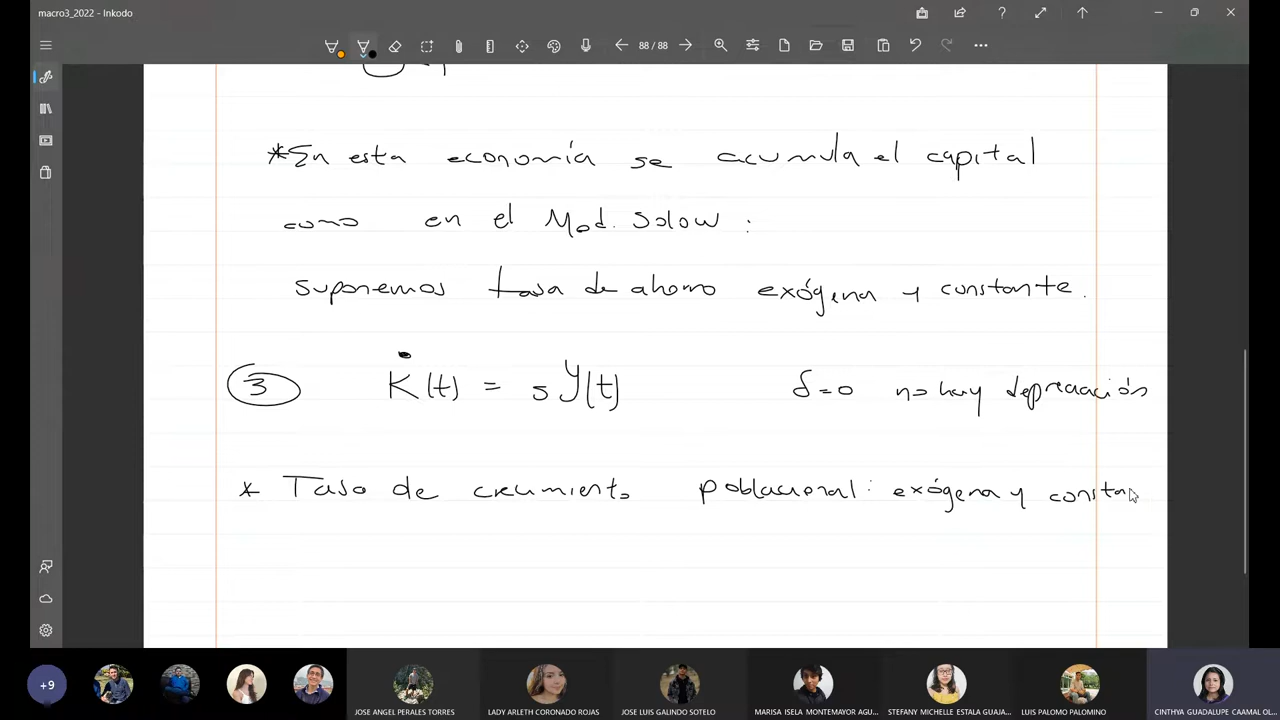 macro3_2022 - Inkodo
88 / 88
*En esta economía se acumula el capital
como en el Mod. Solow :
suponemos tasa de ahorro exógena y constante.
3 K̇(t) = sY(t) δ=0 no hay depreciación
* Tasa de crecimiento poblacional: exógena y consta
+9
JOSE ANGEL PERALES TORRES
LADY ARLETH CORONADO ROJAS
JOSE LUIS GALINDO SOTELO
MARISA ISELA MONTEMAYOR AGU...
STEFANY MICHELLE ESTALA GUAJA...
LUIS PALOMO PALOMINO
CINTHYA GUADALUPE CAAMAL OL...